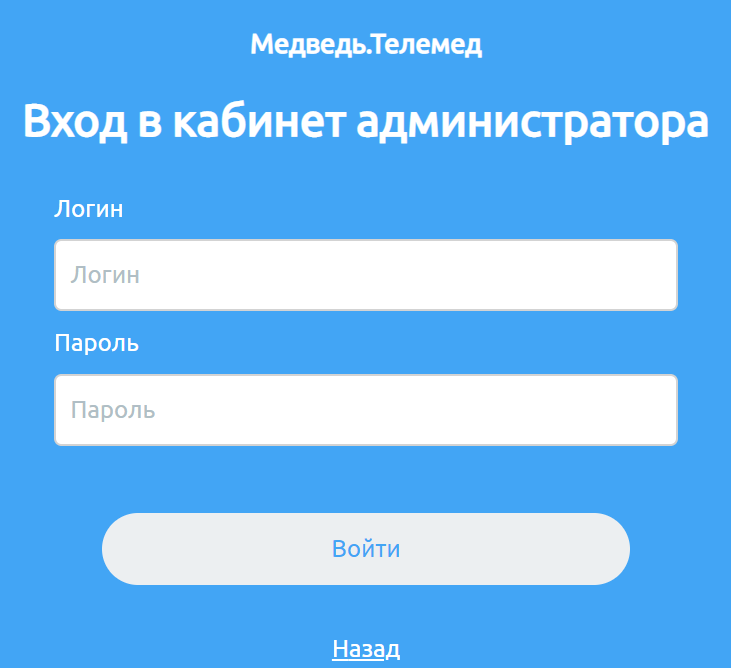 Медведь.Телемед
Вход в кабинет администратора
Логин
Логин
Пароль
Пароль
Войти
Назад